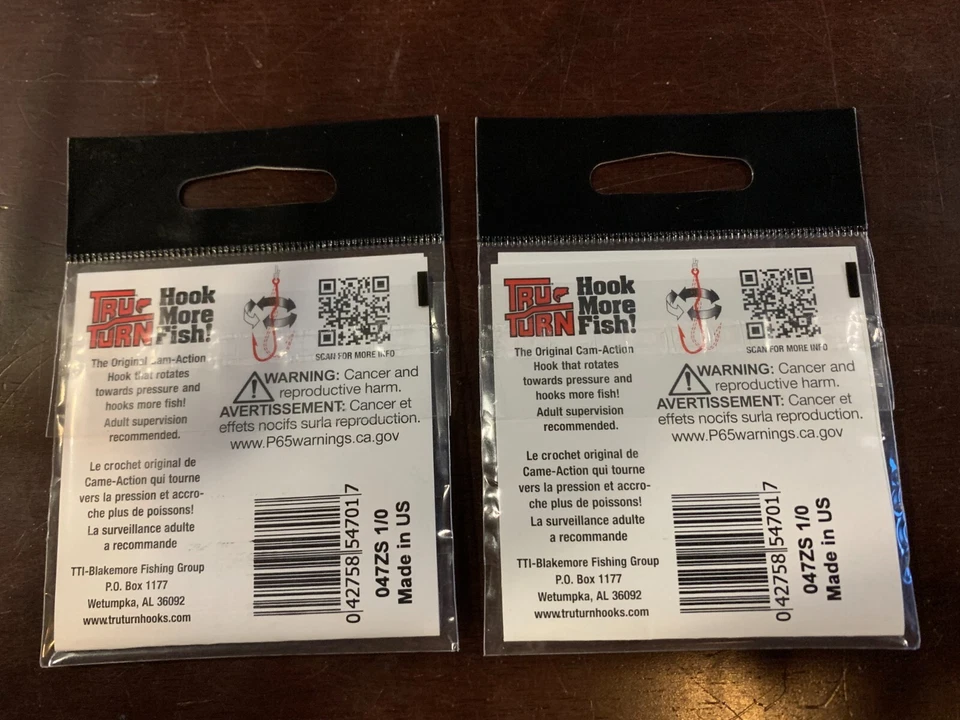 TRU-TURN
Hook
More
Fish!
The Original Cam-Action
Hook that rotates
towards pressure and
hooks more fish!
Adult supervision
recommended.
Le crochet original de
Came-Action qui tourne
vers la pression et accro-
che plus de poissons!
La surveillance adulte
a recommande
TTI-Blakemore Fishing Group
P.O. Box 1177
Wetumpka, AL 36092
www.truturnhooks.com
SCAN FOR MORE INFO
WARNING: Cancer and
reproductive harm.
AVERTISSEMENT: Cancer et
effets nocifs surla reproduction.
www.P65warnings.ca.gov
0 42758 54701 7
047ZS 1/0
Made in US
TRU-TURN
Hook
More
Fish!
The Original Cam-Action
Hook that rotates
towards pressure and
hooks more fish!
Adult supervision
recommended.
Le crochet original de
Came-Action qui tourne
vers la pression et accro-
che plus de poissons!
La surveillance adulte
a recommande
TTI-Blakemore Fishing Group
P.O. Box 1177
Wetumpka, AL 36092
www.truturnhooks.com
SCAN FOR MORE INFO
WARNING: Cancer and
reproductive harm.
AVERTISSEMENT: Cancer et
effets nocifs surla reproduction.
www.P65warnings.ca.gov
0 42758 54701 7
047ZS 1/0
Made in US